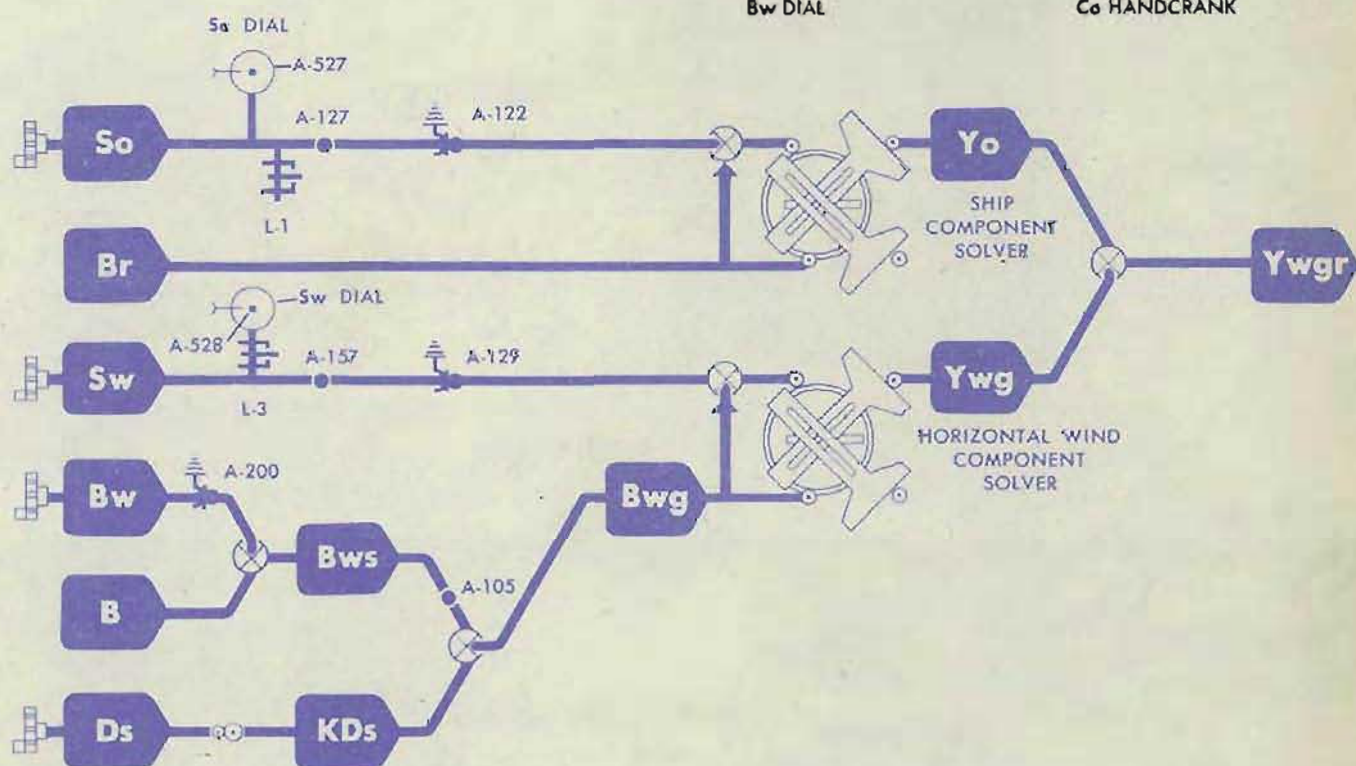 Bw DIAL
Co HANDCRANK
So DIAL
A-527
So
A-127
A-122
Yo
L-1
SHIP
COMPONENT
SOLVER
Br
Ywgr
Sw DIAL
A-528
A-157
A-129
Sw
Ywg
L-3
HORIZONTAL WIND
COMPONENT
SOLVER
Bw
A-200
Bwg
Bws
B
A-105
Ds
KDs